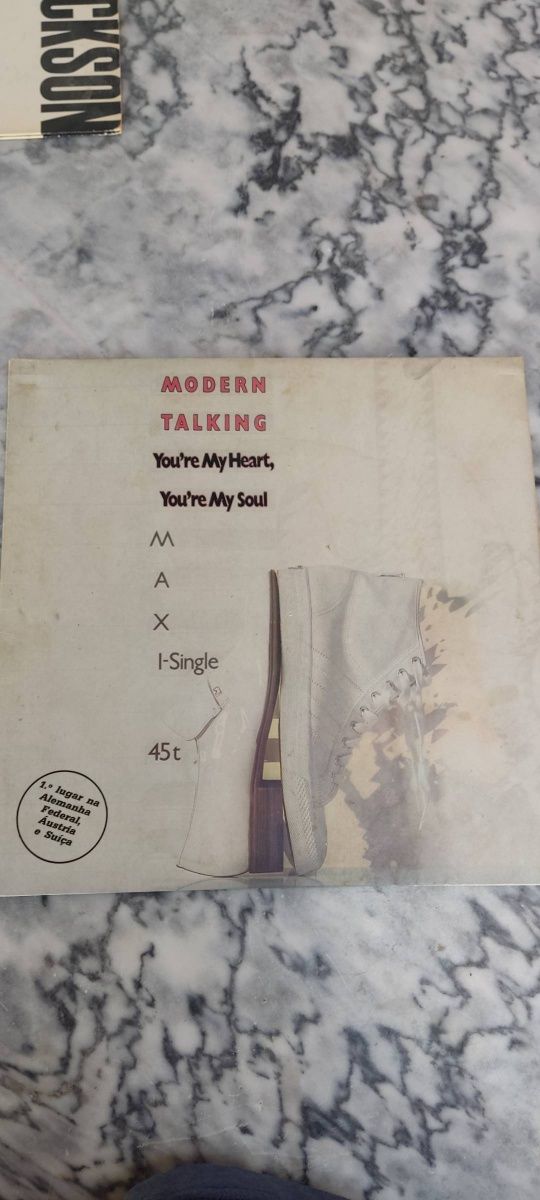 CKSON
MODERN
TALKING
You're My Heart,
You're My Soul
M
A
X
I-Single
45t
1.º lugar na
Alemanha
Federal,
Áustria
e Suíça